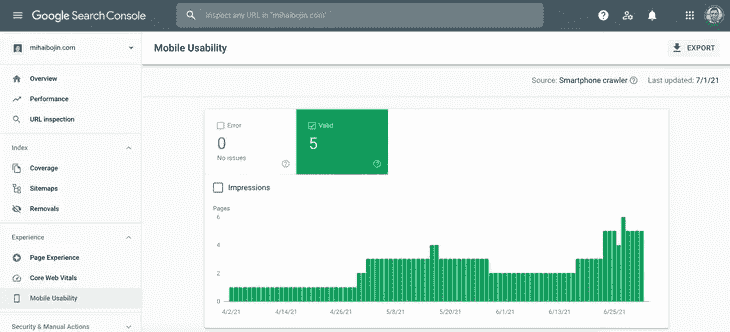 Google Search Console
Inspect any URL in "mihaibojin.com"
mihaibojin.com
Mobile Usability
EXPORT
Source: Smartphone crawler
Last updated: 7/1/21
Overview
Performance
URL inspection
Index
Coverage
Sitemaps
Removals
Experience
Page Experience
Core Web Vitals
Mobile Usability
Security & Manual Actions
Error
0
No issues
Valid
5
Impressions
Pages
6
4
2
0
4/2/21 4/14/21 4/26/21 5/8/21 5/20/21 6/1/21 6/13/21 6/25/21